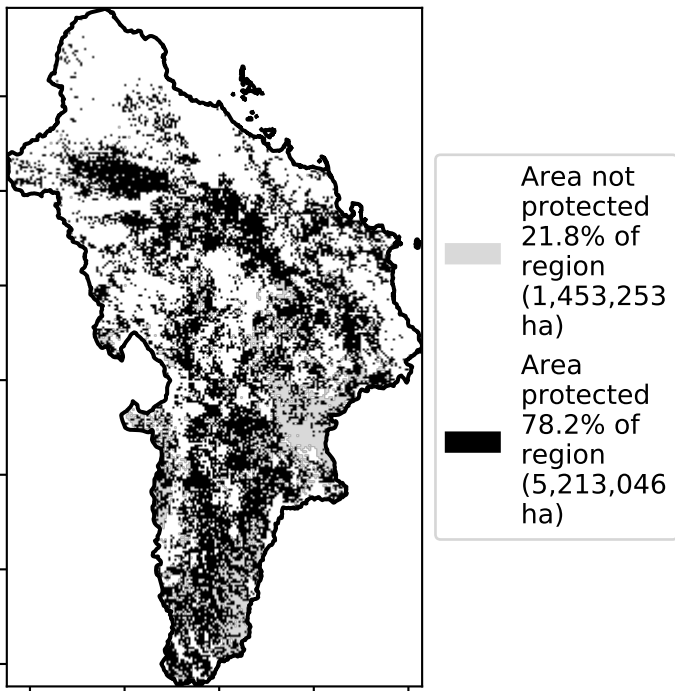 Area not
protected
21.8% of
region
(1,453,253
ha)
Area
protected
78.2% of
region
(5,213,046
ha)